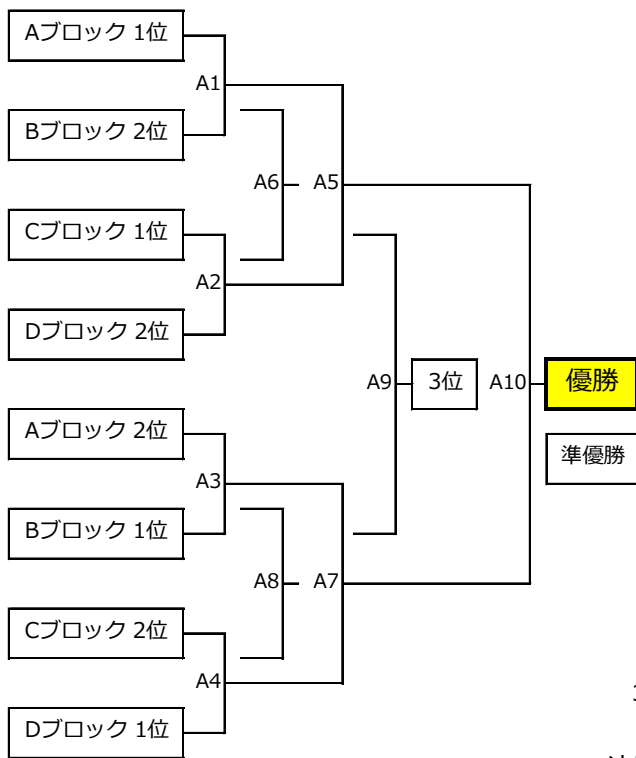 Aブロック 1位
A1
Bブロック 2位
A6
A5
Cブロック 1位
A2
Dブロック 2位
A9
3位
A10
優勝
Aブロック 2位
準優勝
A3
Bブロック 1位
A8
A7
Cブロック 2位
A4
Dブロック 1位